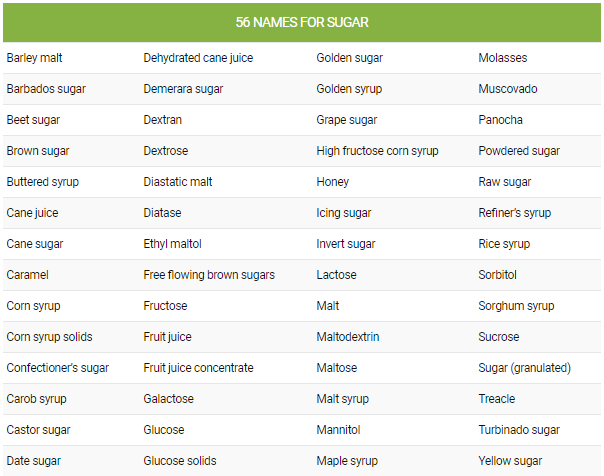 56 NAMES FOR SUGAR
Barley malt Dehydrated cane juice Golden sugar Molasses
Barbados sugar Demerara sugar Golden syrup Muscovado
Beet sugar Dextran Grape sugar Panocha
Brown sugar Dextrose High fructose corn syrup Powdered sugar
Buttered syrup Diastatic malt Honey Raw sugar
Cane juice Diatase Icing sugar Refiner's syrup
Cane sugar Ethyl maltol Invert sugar Rice syrup
Caramel Free flowing brown sugars Lactose Sorbitol
Corn syrup Fructose Malt Sorghum syrup
Corn syrup solids Fruit juice Maltodextrin Sucrose
Confectioner's sugar Fruit juice concentrate Maltose Sugar (granulated)
Carob syrup Galactose Malt syrup Treacle
Castor sugar Glucose Mannitol Turbinado sugar
Date sugar Glucose solids Maple syrup Yellow sugar